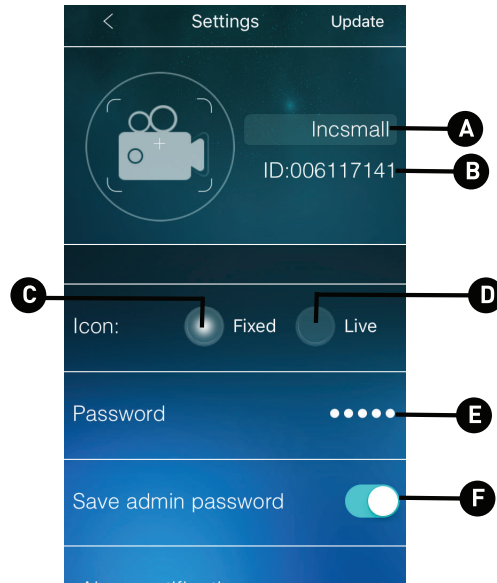 < Settings Update
Incsmall A
ID:006117141 B
C D
Icon: Fixed Live
Password ••••• E
Save admin password F